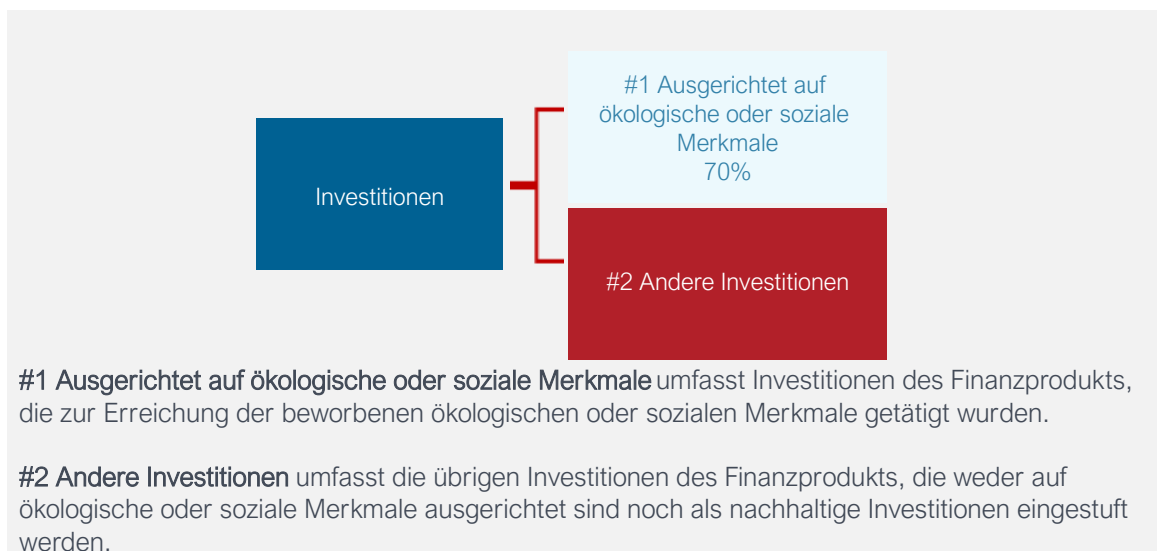 #1 Ausgerichtet auf
ökologische oder soziale
Merkmale
70%
Investitionen
#2 Andere Investitionen
#1 Ausgerichtet auf ökologische oder soziale Merkmale umfasst Investitionen des Finanzprodukts,
die zur Erreichung der beworbenen ökologischen oder sozialen Merkmale getätigt wurden.
#2 Andere Investitionen umfasst die übrigen Investitionen des Finanzprodukts, die weder auf
ökologische oder soziale Merkmale ausgerichtet sind noch als nachhaltige Investitionen eingestuft
werden.